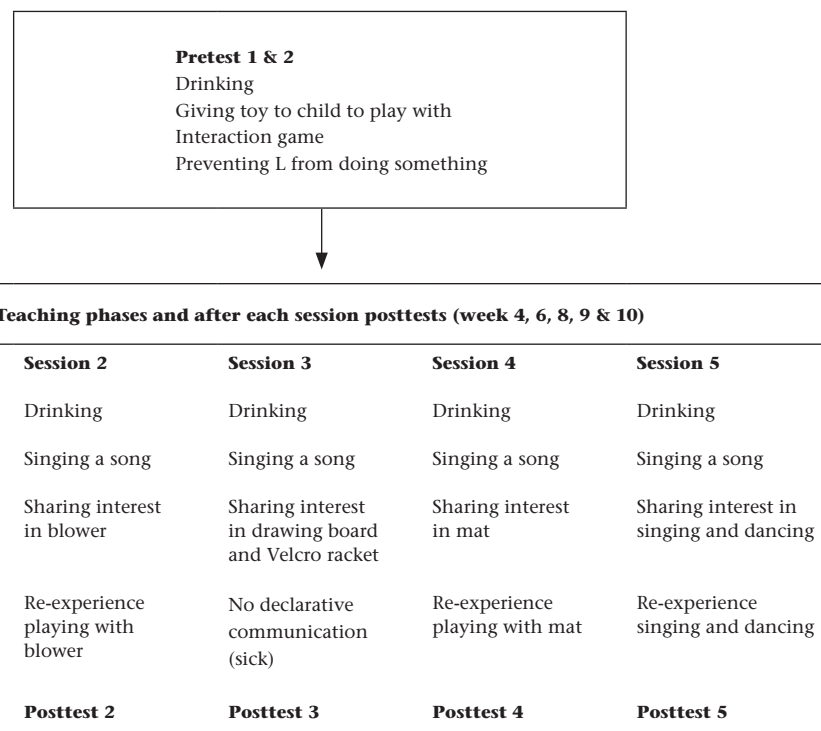 Pretest 1 & 2
Drinking
Giving toy to child to play with
Interaction game
Preventing L from doing something
Teaching phases and after each session posttests (week 4, 6, 8, 9 & 10)
Session 2
Drinking
Singing a song
Sharing interest
in blower
Re-experience
playing with
blower
Posttest 2
Session 3
Drinking
Singing a song
Sharing interest
in drawing board
and Velcro racket
No declarative
communication
(sick)
Posttest 3
Session 4
Drinking
Singing a song
Sharing interest
in mat
Re-experience
playing with mat
Posttest 4
Session 5
Drinking
Singing a song
Sharing interest in
singing and dancing
Re-experience
singing and dancing
Posttest 5